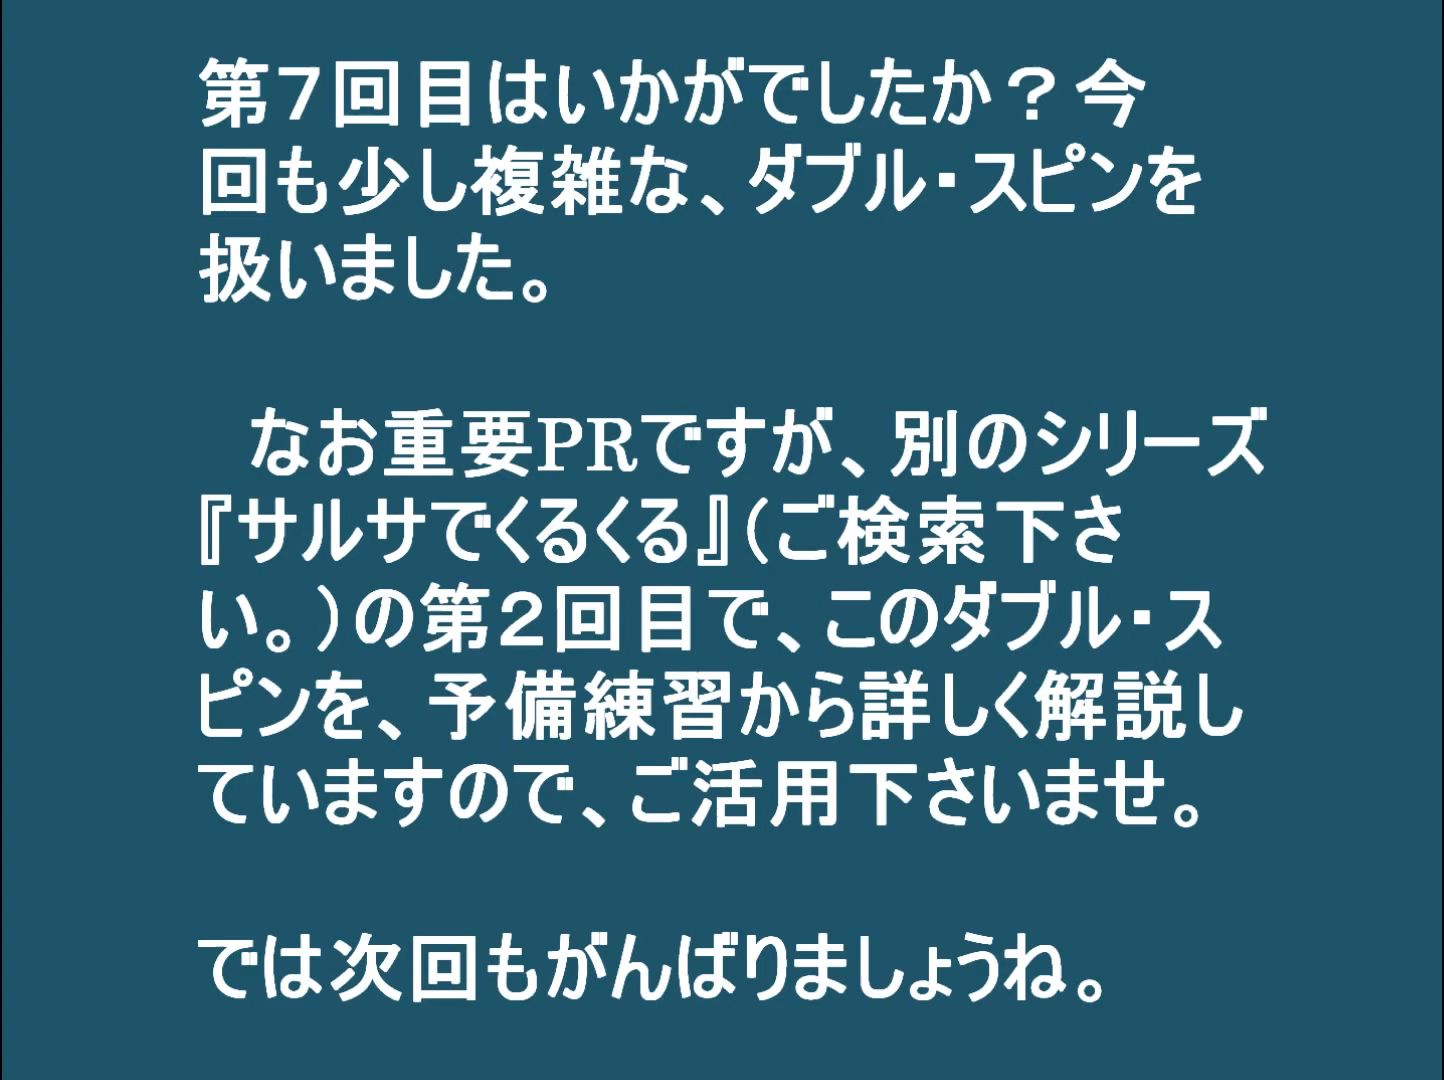 第７回目はいかがでしたか？今
回も少し複雑な、ダブル・スピンを
扱いました。
なお重要PRですが、別のシリーズ
『サルサでくるくる』（ご検索下さ
い。）の第２回目で、このダブル・ス
ピンを、予備練習から詳しく解説し
ていますので、ご活用下さいませ。
では次回もがんばりましょうね。